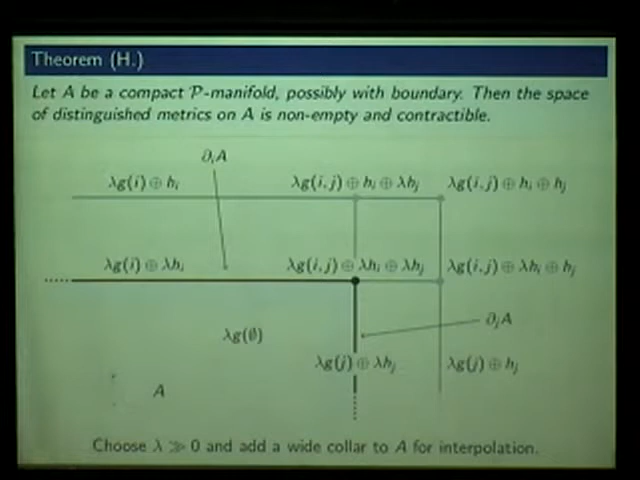 Theorem (H.)
Let A be a compact P-manifold, possibly with boundary. Then the space
of distinguished metrics on A is non-empty and contractible.
∂ᵢA
λg(i) ⊕ hᵢ
λg(i, j) ⊕ hᵢ ⊕ λhⱼ
λg(i, j) ⊕ hᵢ ⊕ hⱼ
λg(i) ⊕ λhᵢ
λg(i, j) ⊕ λhᵢ ⊕ λhⱼ
λg(i, j) ⊕ λhᵢ ⊕ hⱼ
∂ⱼA
λg(∅)
λg(j) ⊕ λhⱼ
λg(j) ⊕ hⱼ
A
Choose λ ≫ 0 and add a wide collar to A for interpolation.